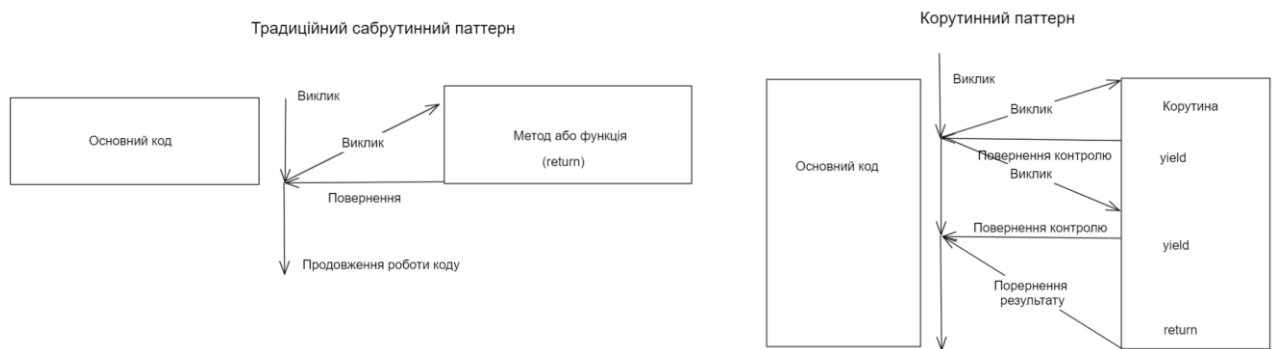 Традиційний сабрутинний паттерн
Виклик
Основний код
Виклик
Метод або функція
(return)
Повернення
Продовження роботи коду
Корутинний паттерн
Виклик
Виклик
Корутина
Основний код
Повернення контролю
yield
Виклик
Повернення контролю
yield
Порернення
результату
return